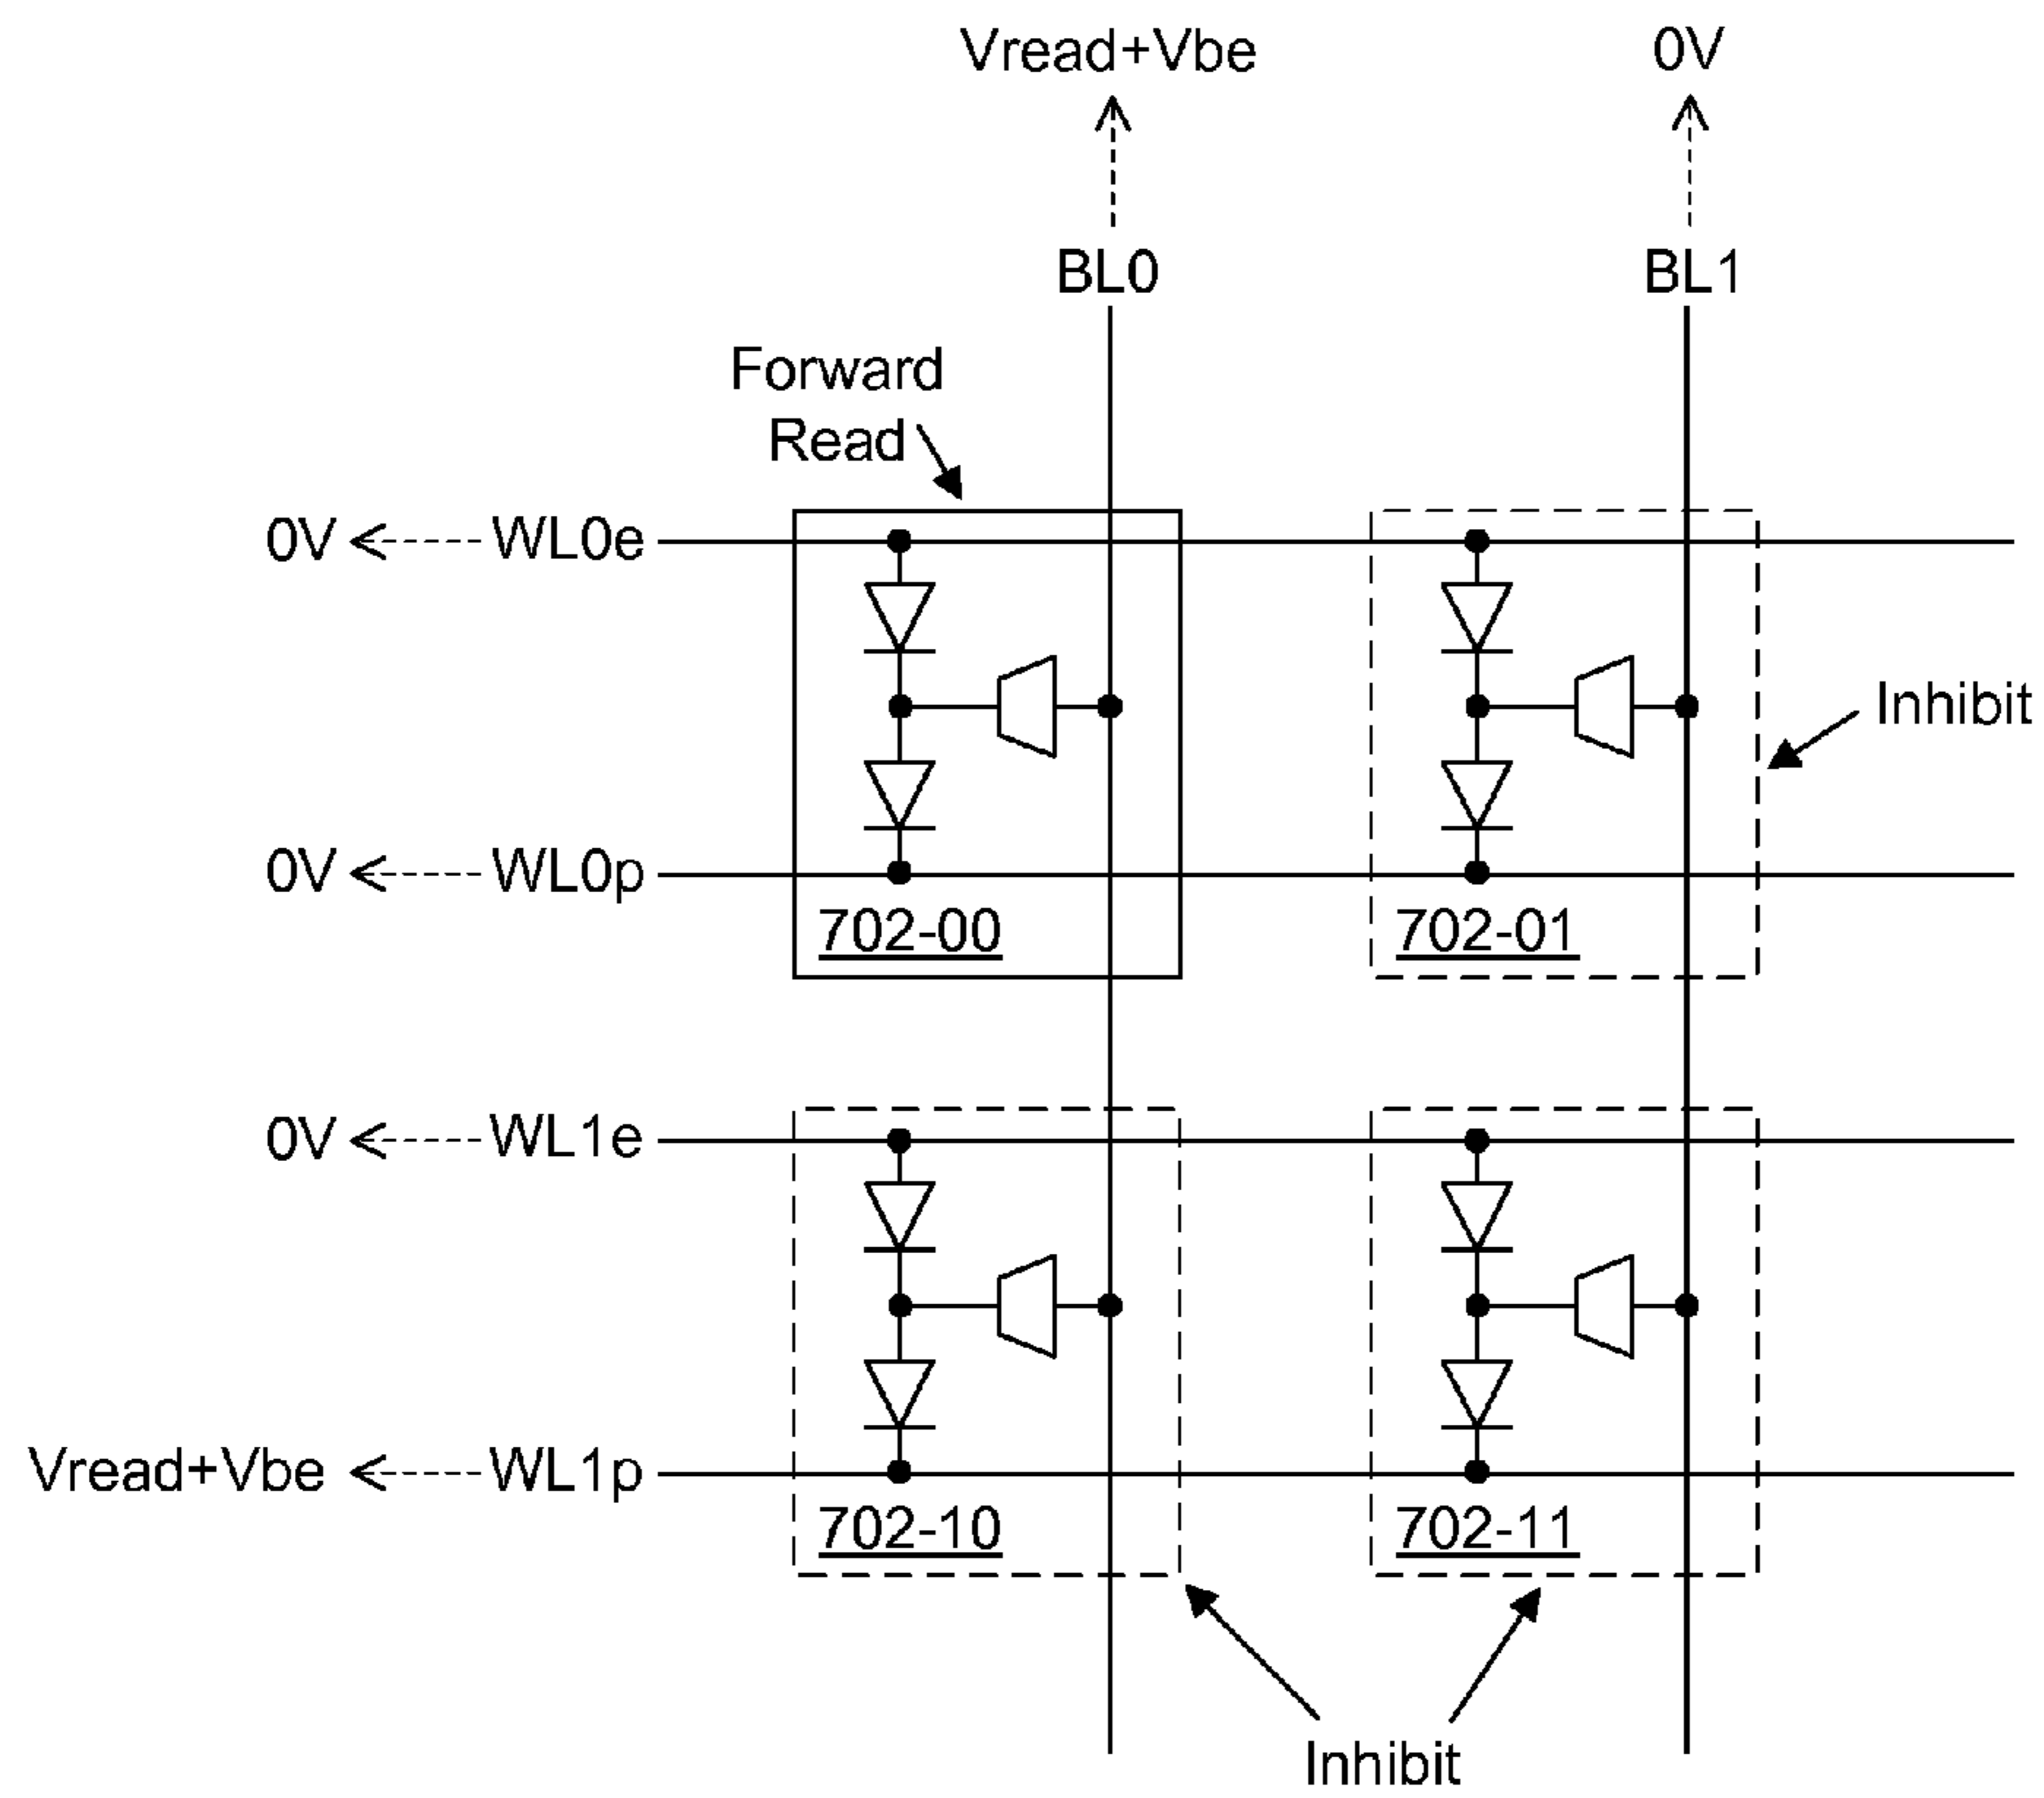 Vread+Vbe
0V
BL0
BL1
Forward
Read
0V
WL0e
Inhibit
0V
WL0p
702-00
702-01
0V
WL1e
Vread+Vbe
WL1p
702-10
702-11
Inhibit